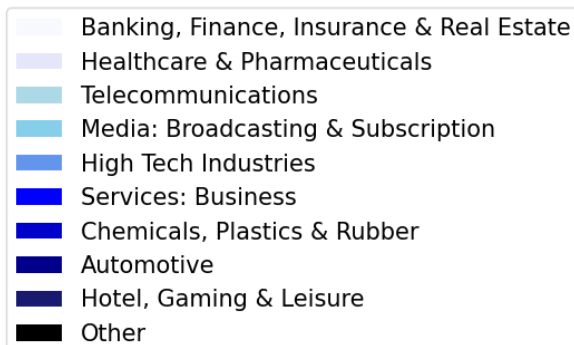 Banking, Finance, Insurance & Real Estate
Healthcare & Pharmaceuticals
Telecommunications
Media: Broadcasting & Subscription
High Tech Industries
Services: Business
Chemicals, Plastics & Rubber
Automotive
Hotel, Gaming & Leisure
Other